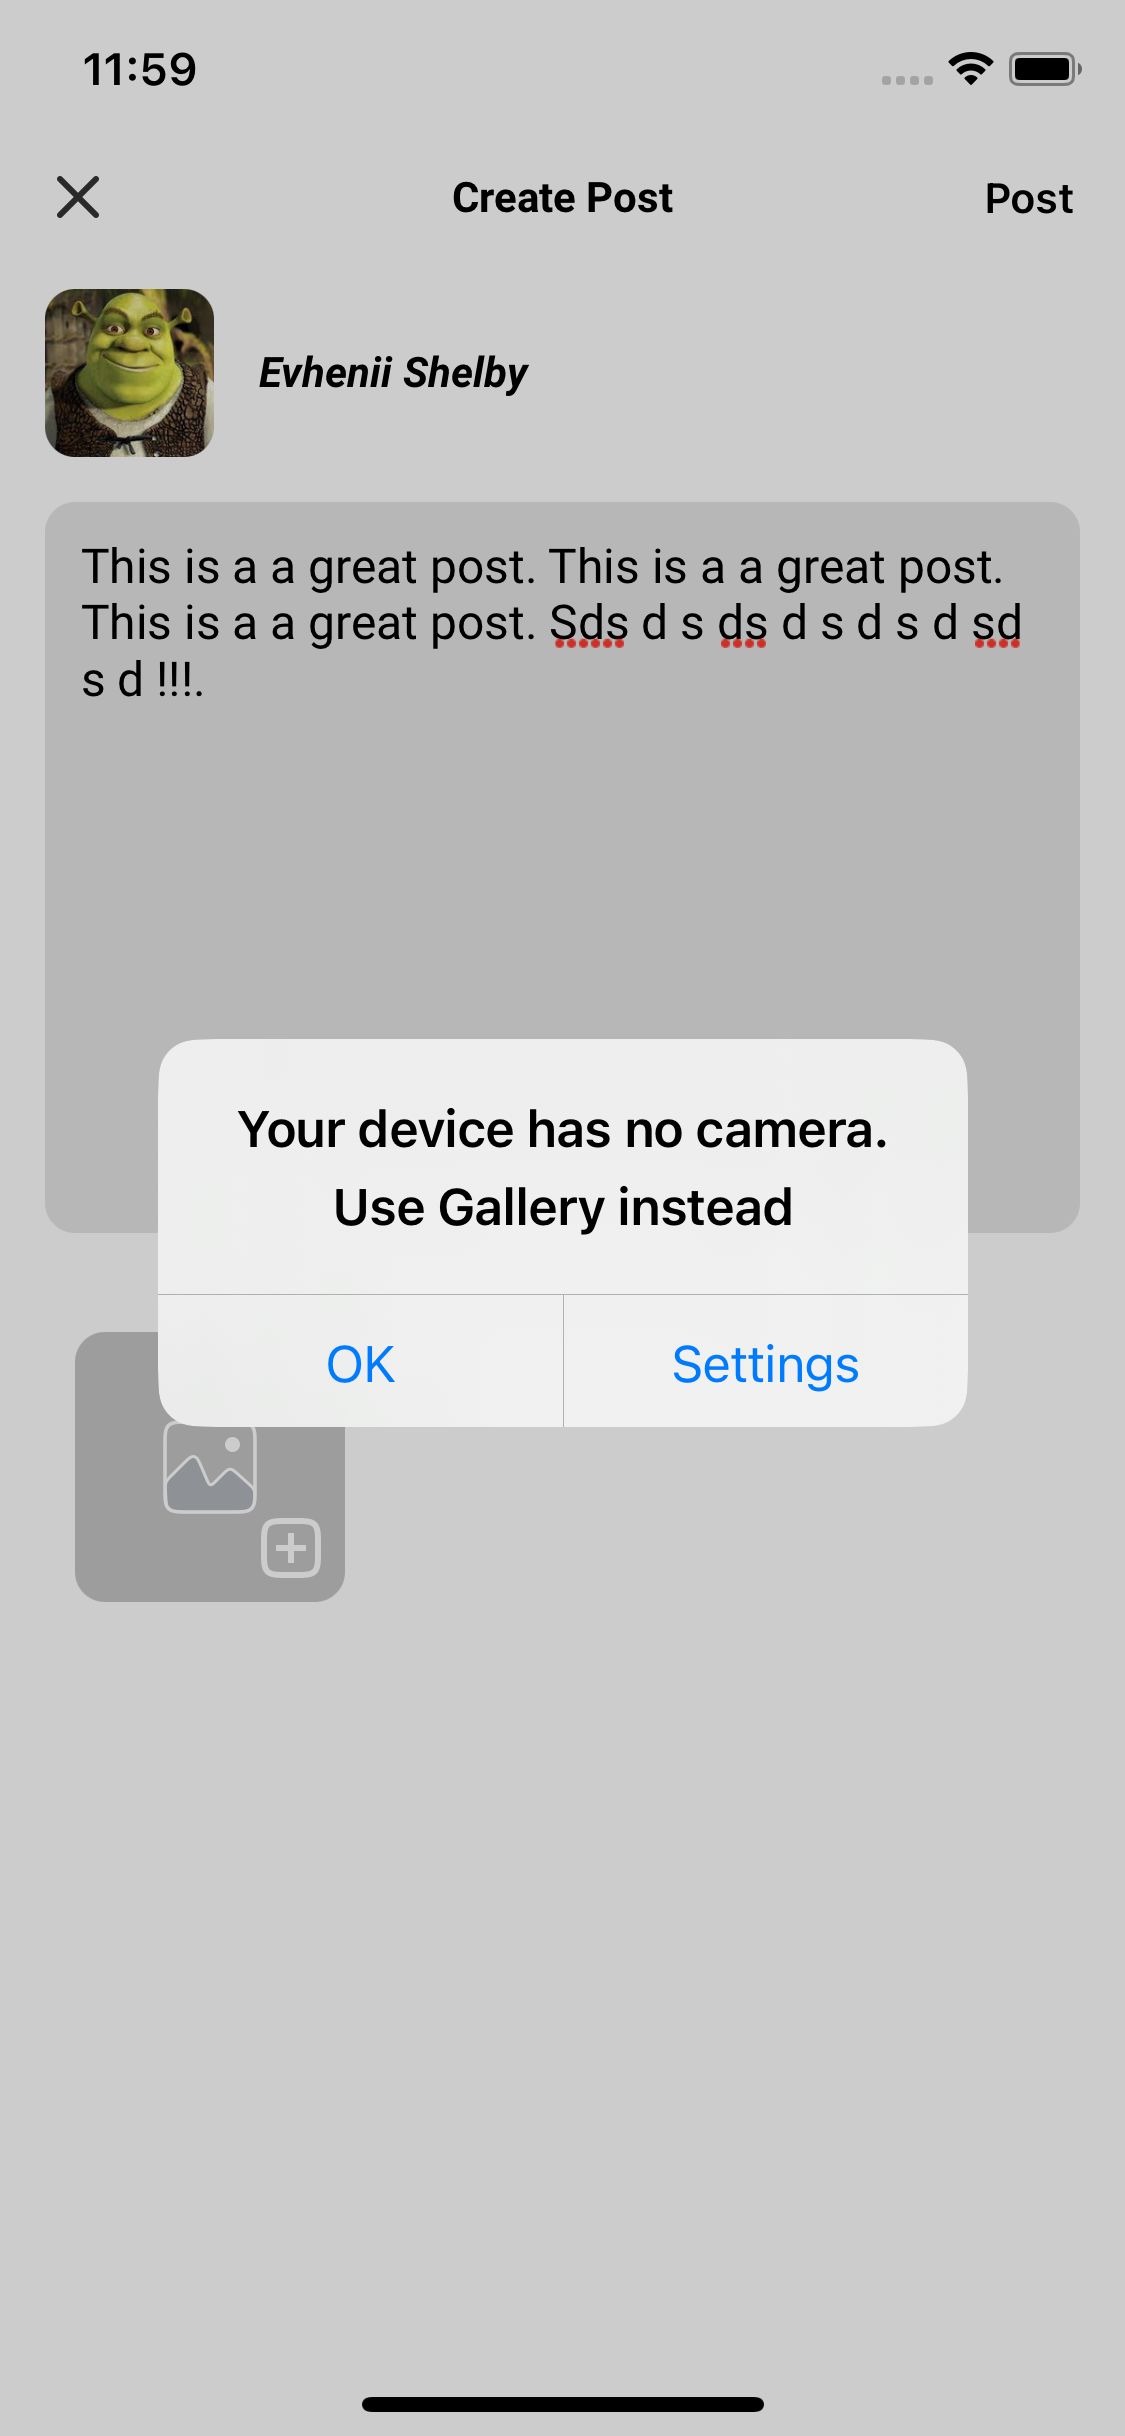 11:59
Create Post
Post
Evhenii Shelby
This is a a great post. This is a a great post.
This is a a great post. Sds d s ds d s d s d sd
s d !!!.
Your device has no camera.
Use Gallery instead
OK
Settings